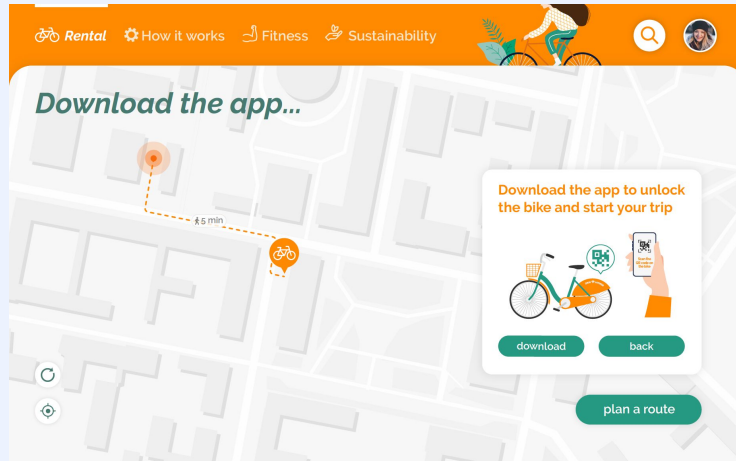 Rental How it works Fitness Sustainability
Download the app...
5 min
Download the app to unlock
the bike and start your trip
download back
plan a route